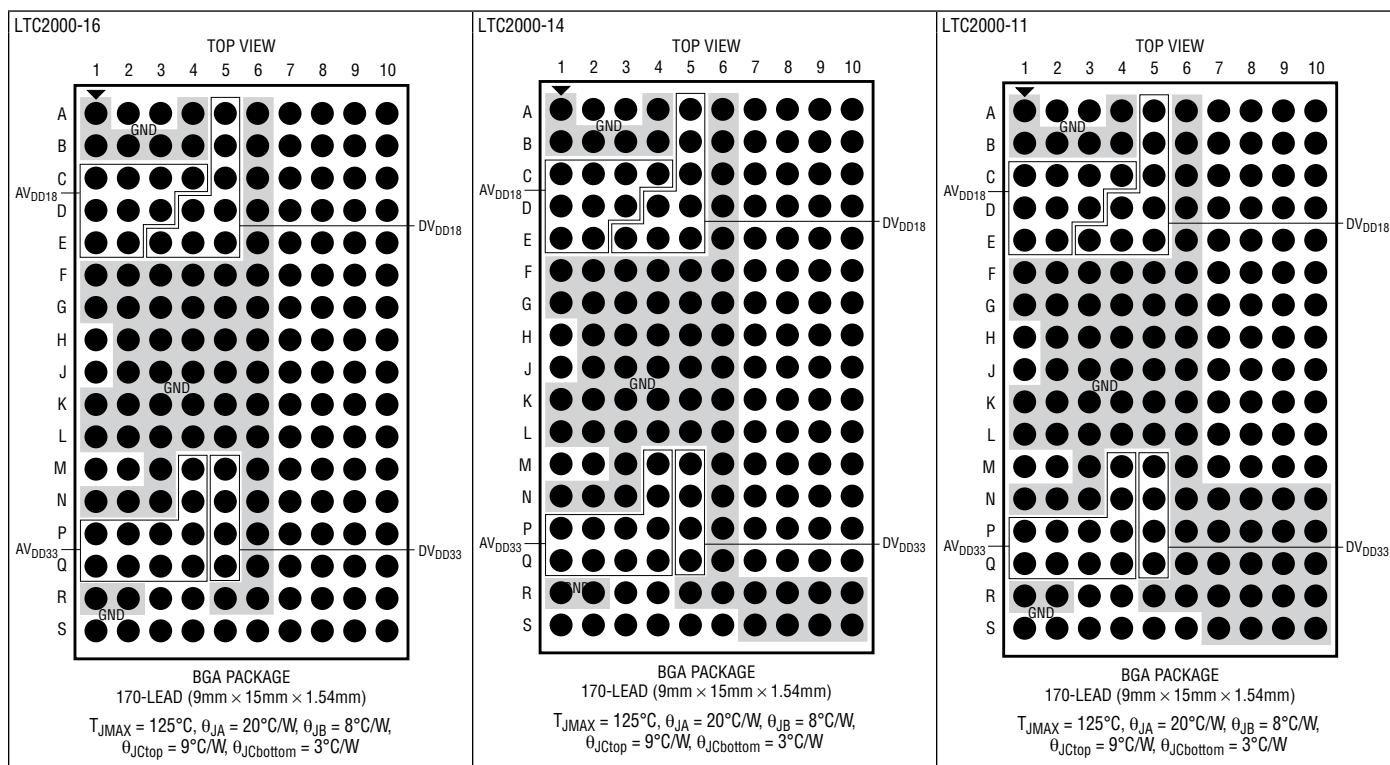 LTC2000-16
TOP VIEW
1 2 3 4 5 6 7 8 9 10
A
GND
B
C
AVDD18
D
DVDD18
E
F
G
H
J
GND
K
L
M
N
P
AVDD33
DVDD33
Q
R
GND
S
BGA PACKAGE
170-LEAD (9mm × 15mm × 1.54mm)
TJMAX = 125°C, θJA = 20°C/W, θJB = 8°C/W,
θJCtop = 9°C/W, θJCbottom = 3°C/W
LTC2000-14
TOP VIEW
1 2 3 4 5 6 7 8 9 10
A
GND
B
C
AVDD18
D
DVDD18
E
F
G
H
J
GND
K
L
M
N
P
AVDD33
DVDD33
Q
GND
R
S
BGA PACKAGE
170-LEAD (9mm × 15mm × 1.54mm)
TJMAX = 125°C, θJA = 20°C/W, θJB = 8°C/W,
θJCtop = 9°C/W, θJCbottom = 3°C/W
LTC2000-11
TOP VIEW
1 2 3 4 5 6 7 8 9 10
A
GND
B
C
AVDD18
D
DVDD18
E
F
G
H
J
GND
K
L
M
N
P
AVDD33
DVDD33
Q
R
GND
S
BGA PACKAGE
170-LEAD (9mm × 15mm × 1.54mm)
TJMAX = 125°C, θJA = 20°C/W, θJB = 8°C/W,
θJCtop = 9°C/W, θJCbottom = 3°C/W